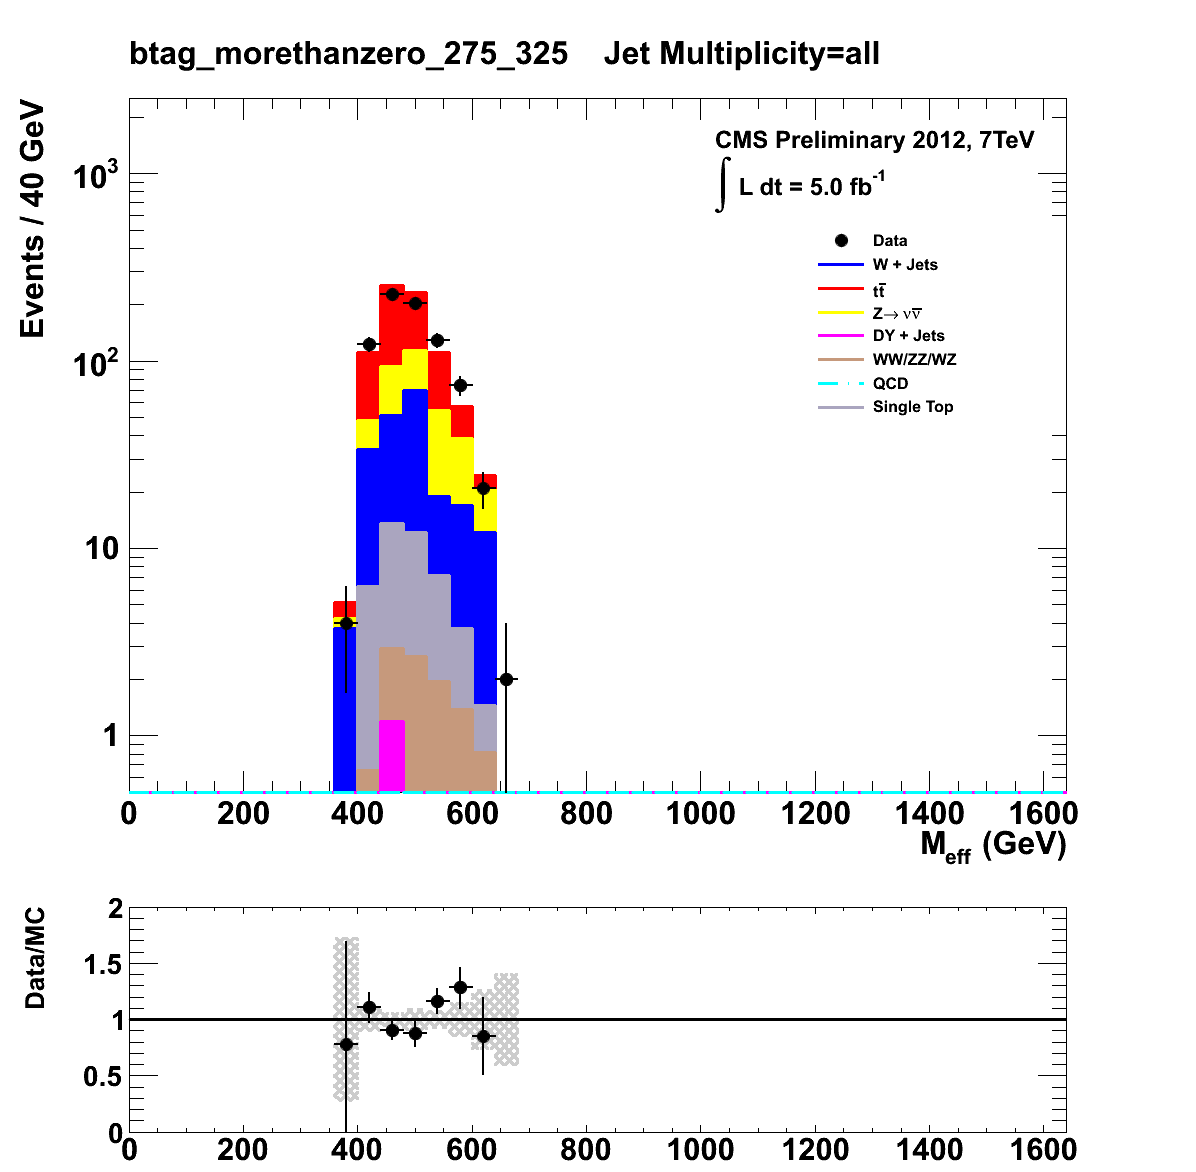 btag_morethanzero_275_325 Jet Multiplicity=all
Events / 40 GeV
CMS Preliminary 2012, 7TeV
∫ L dt = 5.0 fb⁻¹
Data
W + Jets
tt̅
Z→ νν̅
DY + Jets
WW/ZZ/WZ
QCD
Single Top
10³
10²
10
1
0 200 400 600 800 1000 1200 1400 1600
M_eff (GeV)
Data/MC
2
1.5
1
0.5
0
0 200 400 600 800 1000 1200 1400 1600